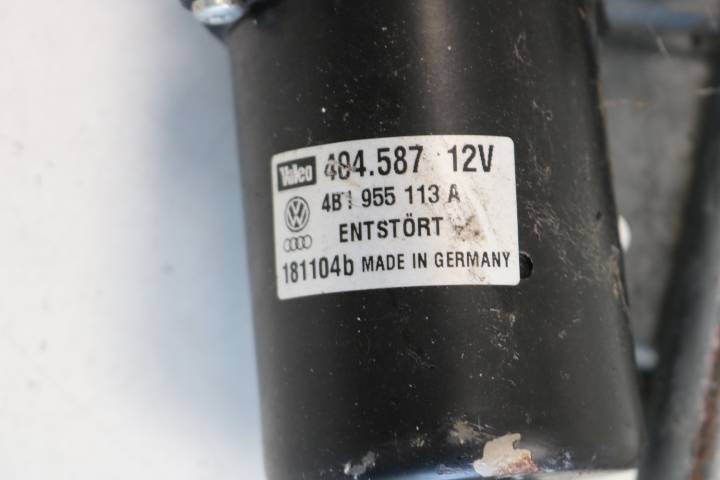 Valeo 404.587 12V
4B1 955 113 A
ENTSTÖRT
181104b MADE IN GERMANY